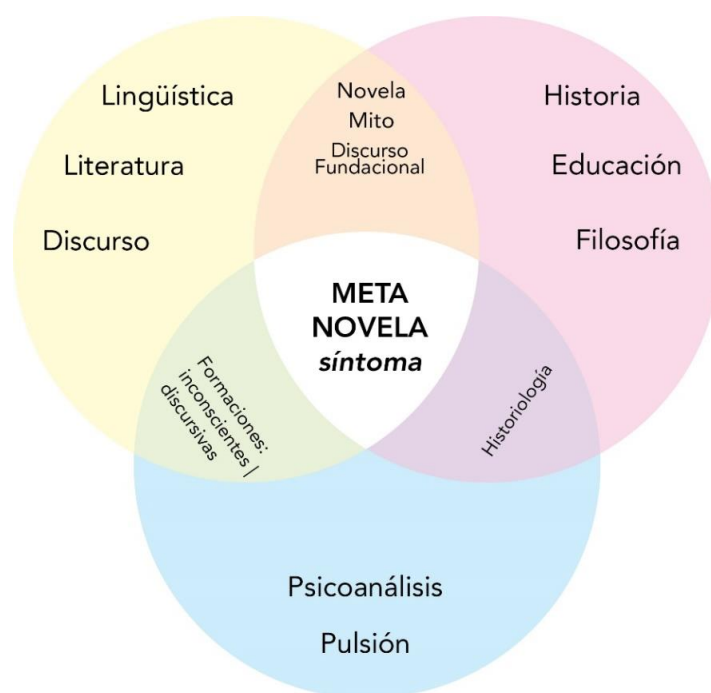 Lingüística
Literatura
Discurso
Novela
Mito
Discurso
Fundacional
Historia
Educación
Filosofía
META
NOVELA
síntoma
Formaciones:
inconscientes |
discursivas
Historiología
Psicoanálisis
Pulsión